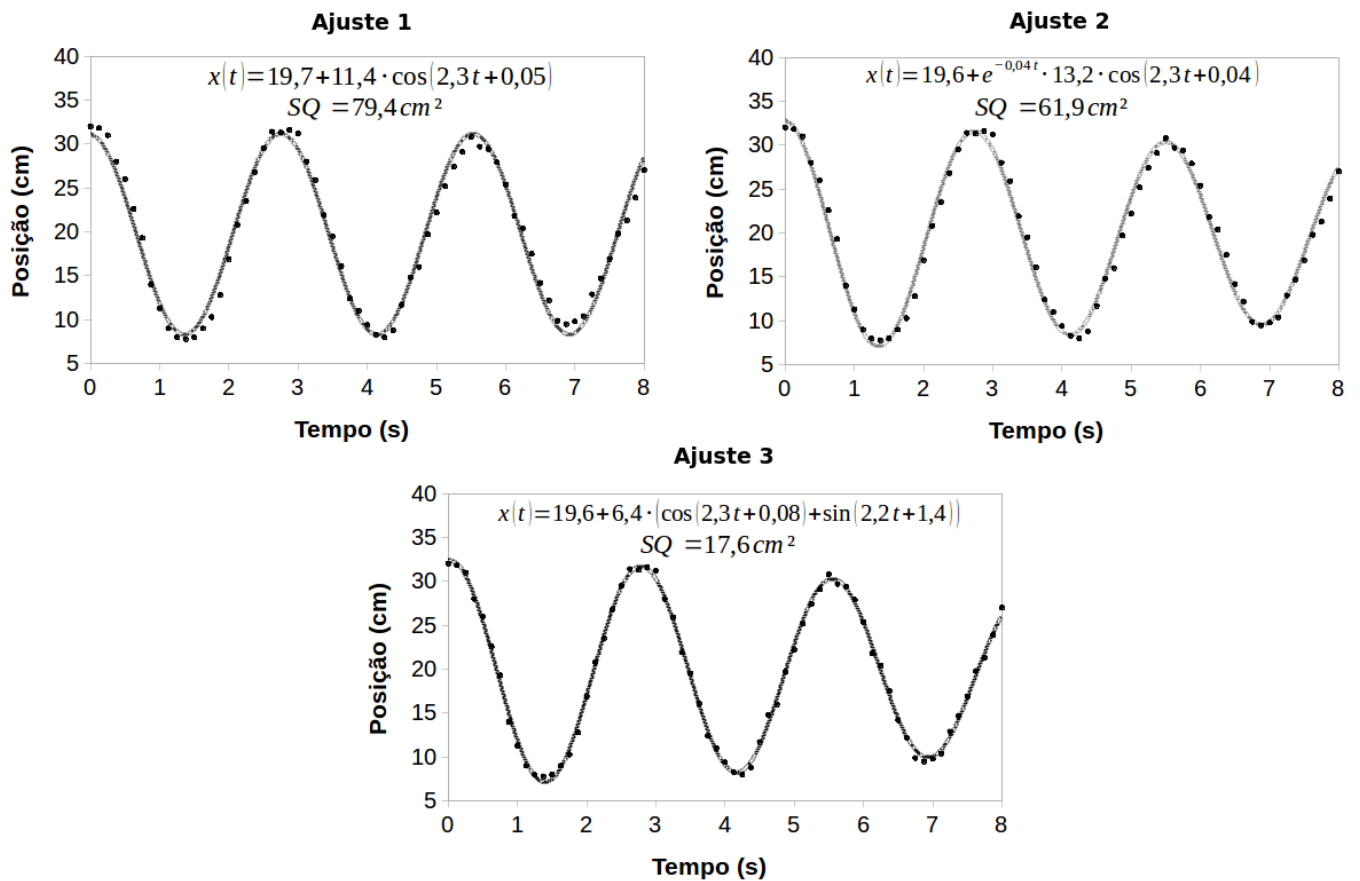 Ajuste 1
x(t)=19,7+11,4·cos(2,3t+0,05)
SQ =79,4cm²
Posição (cm)
40
35
30
25
20
15
10
5
0 1 2 3 4 5 6 7 8
Tempo (s)
Ajuste 2
x(t)=19,6+e^{−0,04t}·13,2·cos(2,3t+0,04)
SQ =61,9cm²
Posição (cm)
40
35
30
25
20
15
10
5
0 1 2 3 4 5 6 7 8
Tempo (s)
Ajuste 3
x(t)=19,6+6,4·(cos(2,3t+0,08)+sin(2,2t+1,4))
SQ =17,6cm²
Posição (cm)
40
35
30
25
20
15
10
5
0 1 2 3 4 5 6 7 8
Tempo (s)